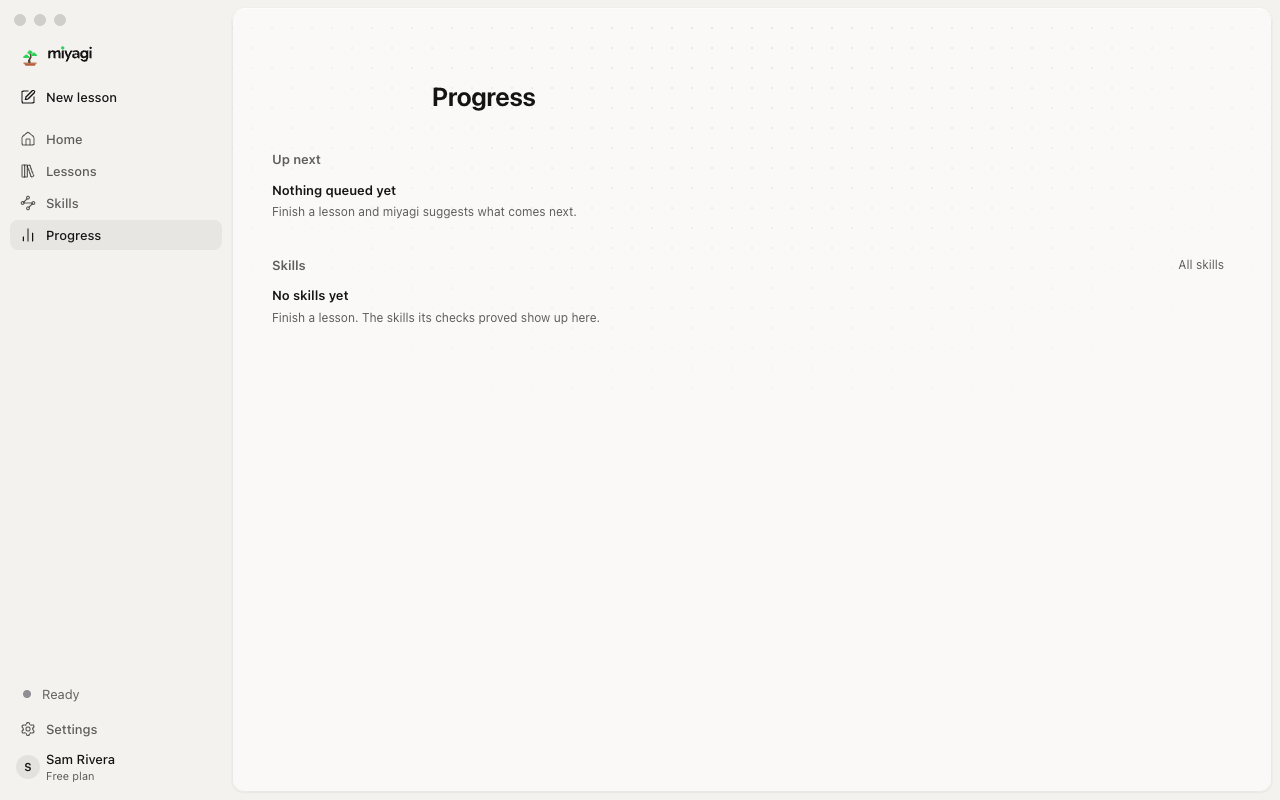 miyagi
New lesson
Home
Lessons
Skills
Progress
Ready
Settings
S
Sam Rivera
Free plan
Progress
Up next
Nothing queued yet
Finish a lesson and miyagi suggests what comes next.
Skills
All skills
No skills yet
Finish a lesson. The skills its checks proved show up here.